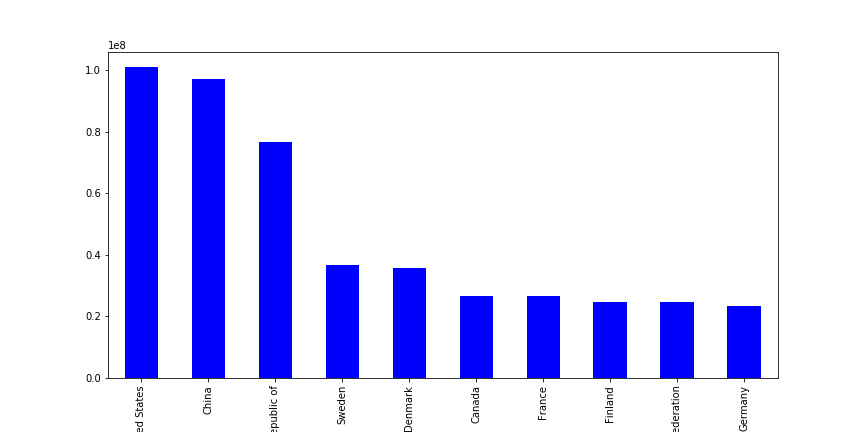 1e8
1.0
0.8
0.6
0.4
0.2
0.0
ed States
China
epublic of
Sweden
Denmark
Canada
France
Finland
ederation
Germany